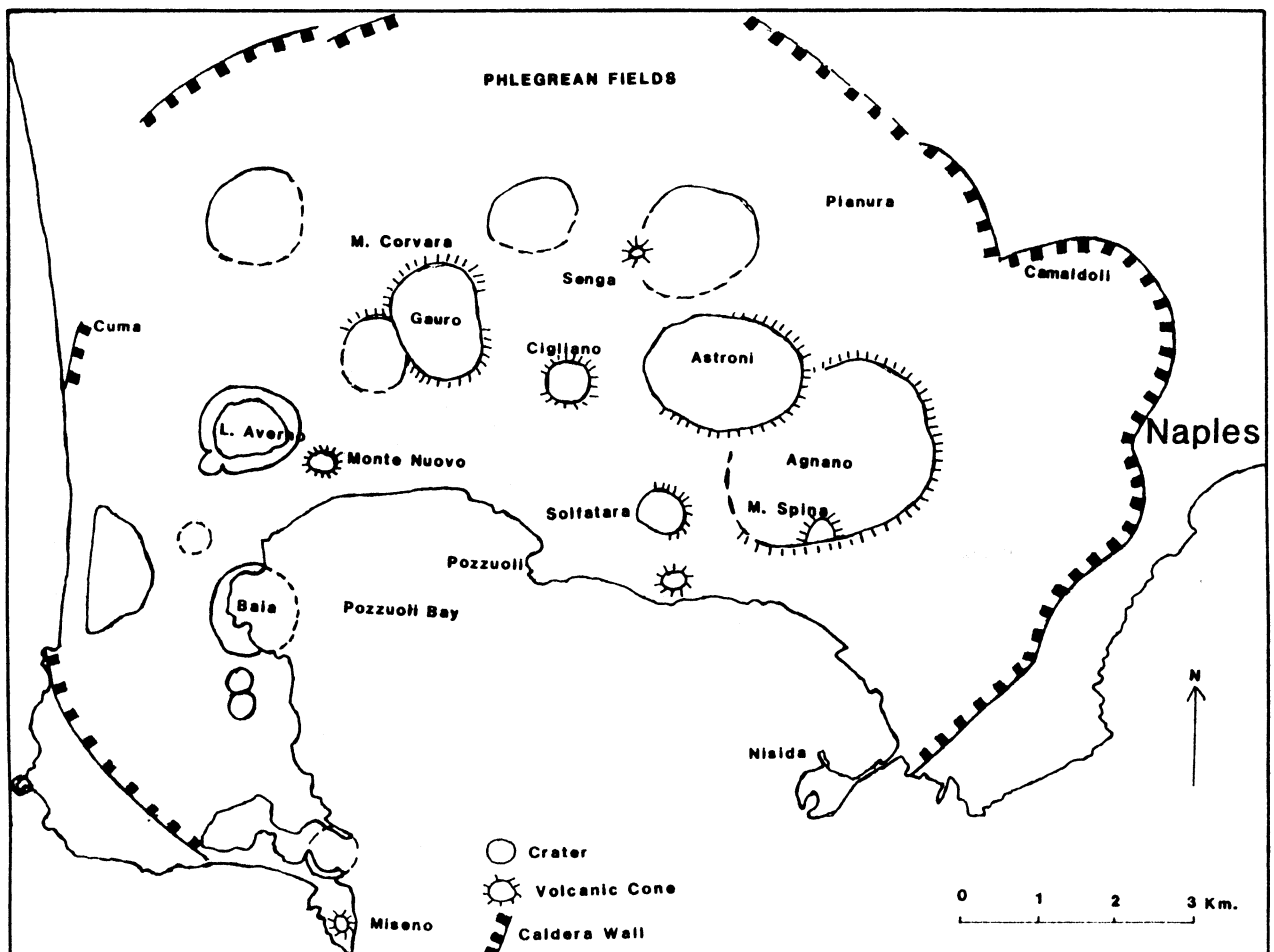 PHLEGREAN FIELDS
Pianura
M. Corvara
Senga
Camaldoli
Gauro
Cuma
Cigliano
Astroni
L. Averno
Naples
Monte Nuovo
Agnano
Solfatara
M. Spina
Pozzuoli
Baia
Pozzuoli Bay
N
Nisida
Crater
Volcanic Cone
0 1 2 3 Km.
Miseno
Caldera Wall